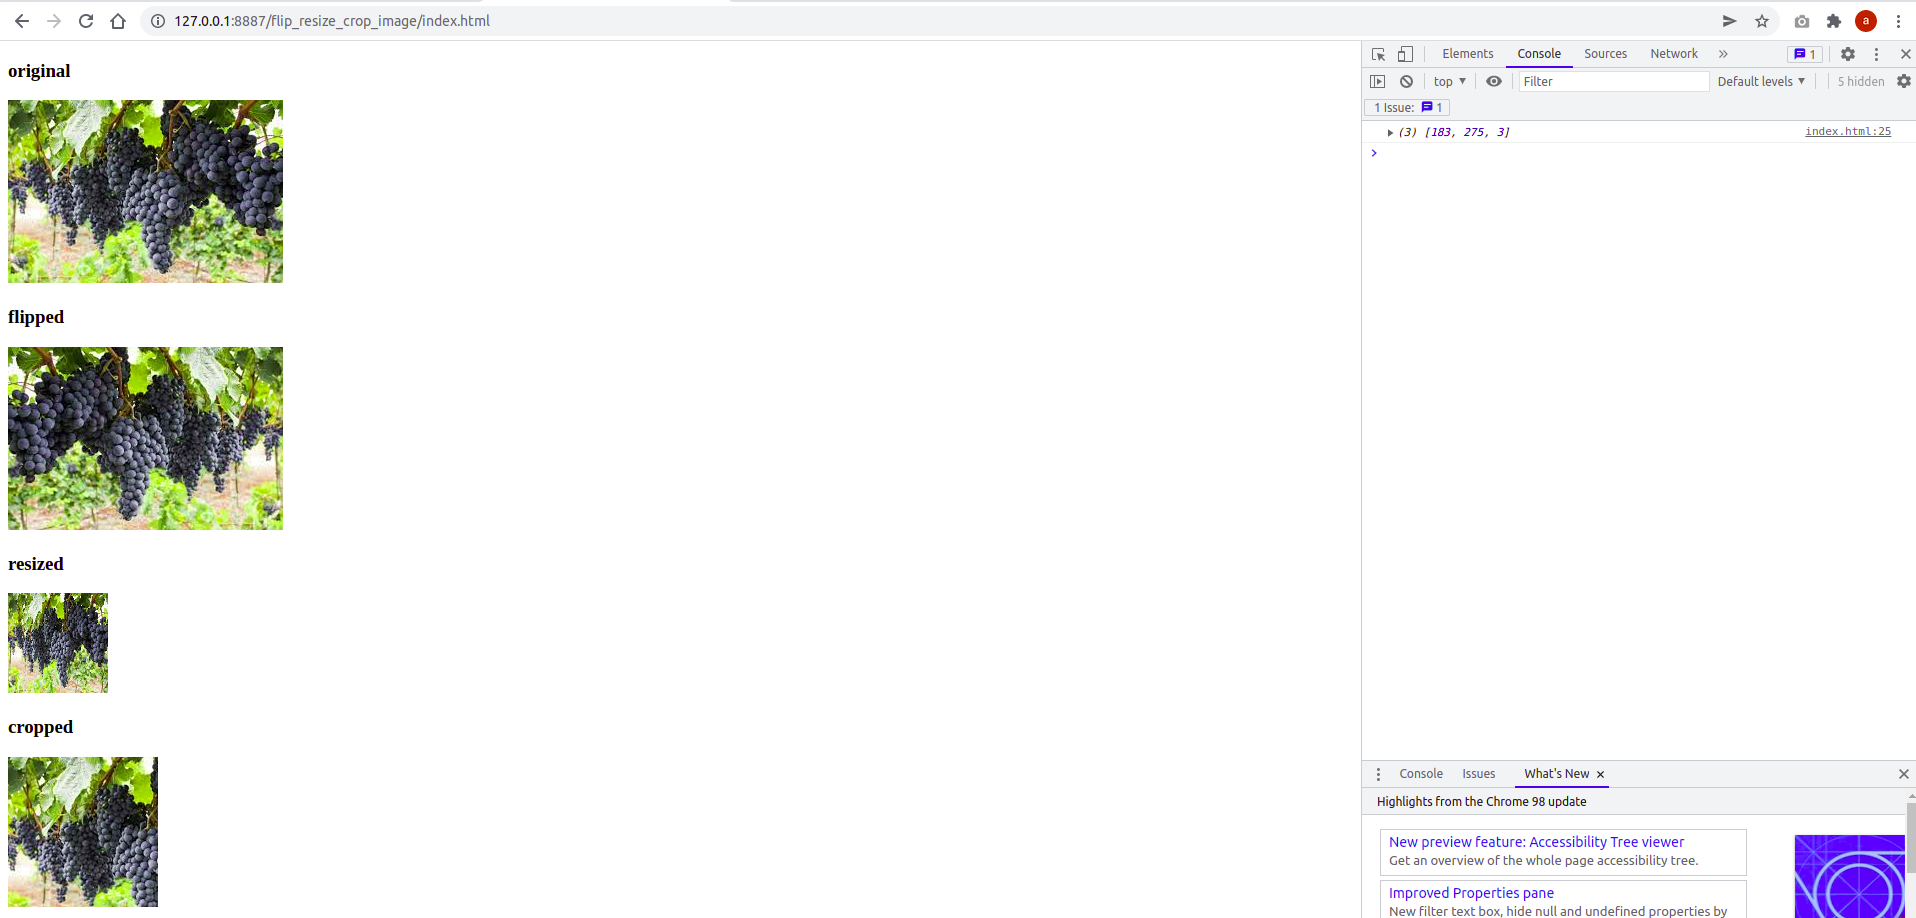 127.0.0.1:8887/flip_resize_crop_image/index.html
a
original
flipped
resized
cropped
Elements Console Sources Network » 1
top Filter Default levels 5 hidden
1 Issue: 1
(3) [183, 275, 3] index.html:25
Console Issues What's New
Highlights from the Chrome 98 update
New preview feature: Accessibility Tree viewer
Get an overview of the whole page accessibility tree.
Improved Properties pane
New filter text box, hide null and undefined properties by